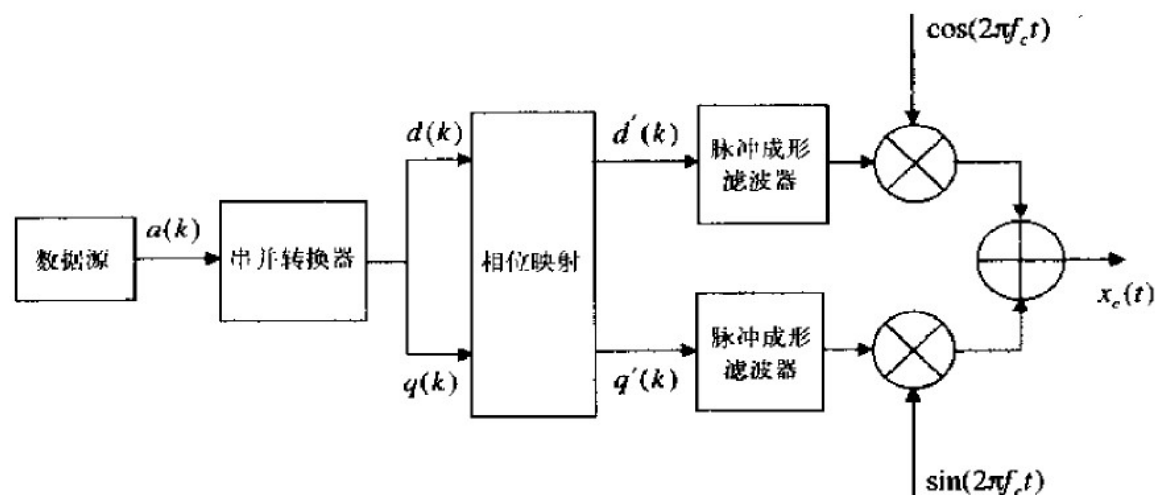 cos(2πf_c t)
d(k)
d′(k)
脉冲成形
滤波器
数据源
a(k)
串并转换器
相位映射
x_c(t)
q(k)
q′(k)
脉冲成形
滤波器
sin(2πf_c t)